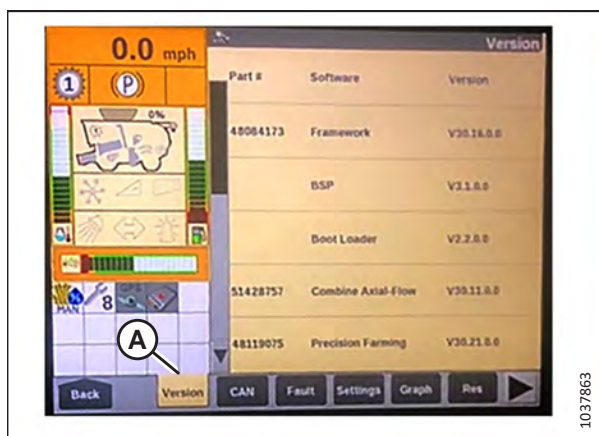 0.0 mph
Version
1
P
Part # Software Version
0%
48084173 Framework V30.16.0.0
BSP V3.1.0.0
Boot Loader V2.2.0.0
51428757 Combine Axial-Flow V30.11.0.0
MAN
8
GPS
A
48119075 Precision Farming V30.21.0.0
Back Version CAN Fault Settings Graph Res
1037863